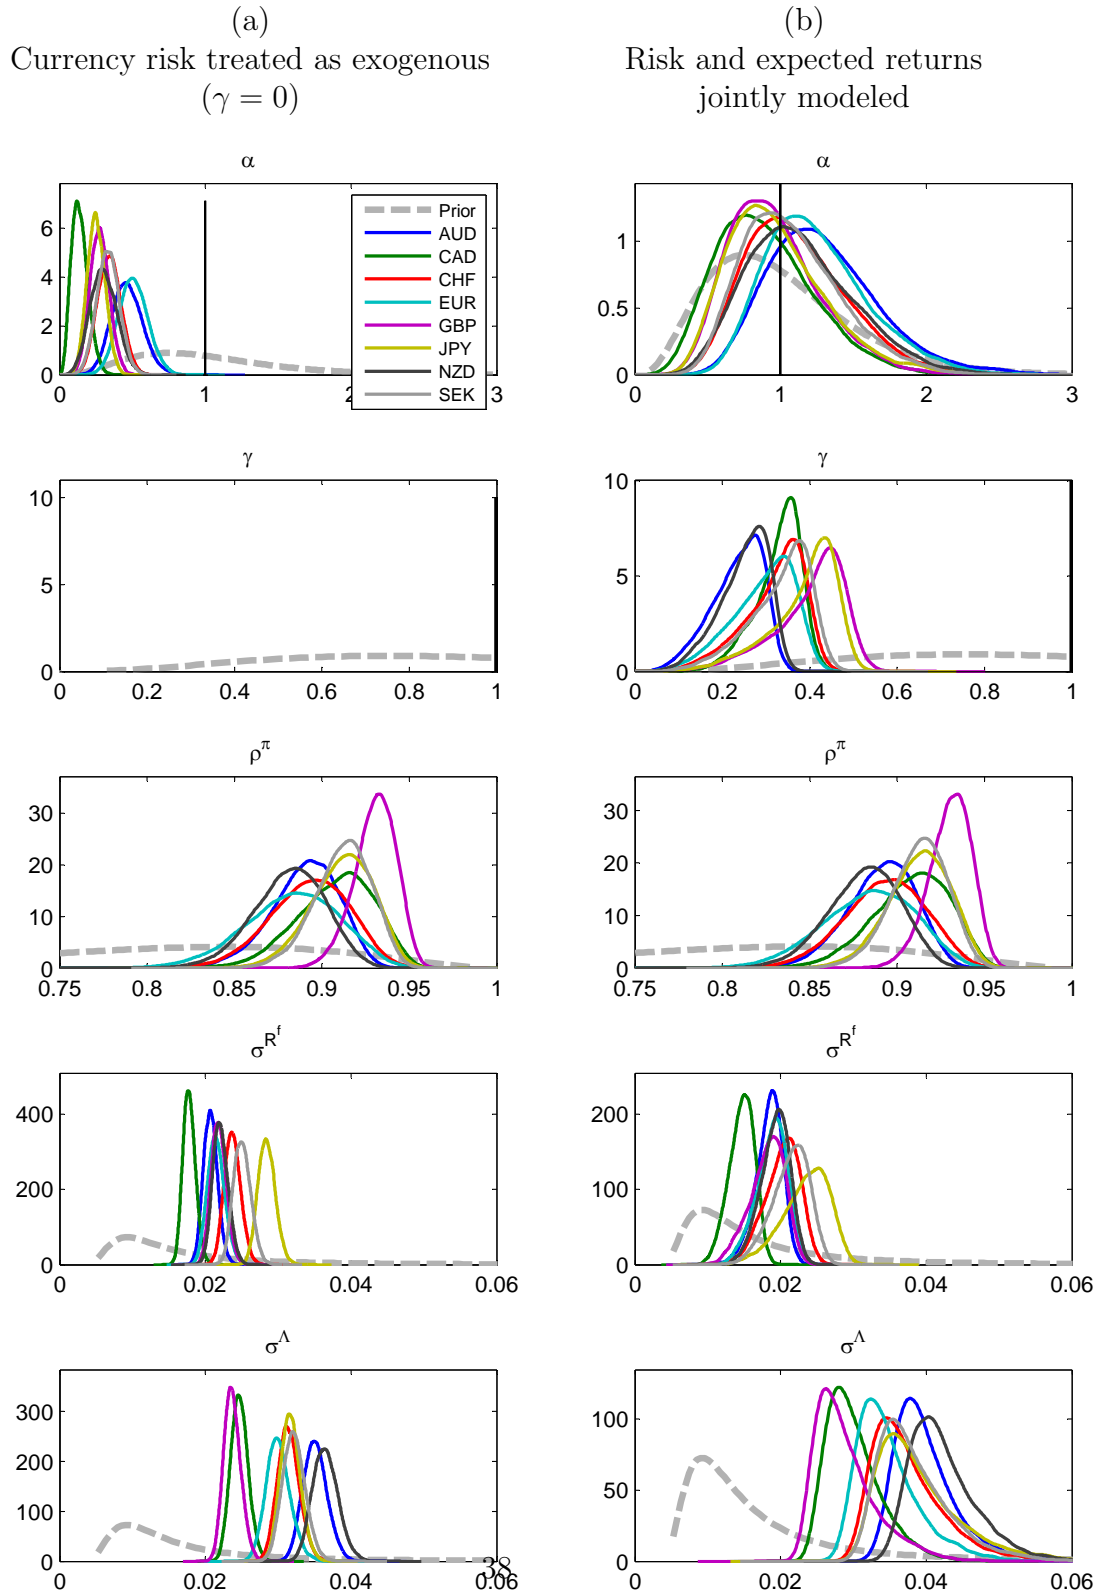 (a)
Currency risk treated as exogenous
(γ = 0)
(b)
Risk and expected returns
jointly modeled
α
6
4
2
0
0 1 2 3
Prior
AUD
CAD
CHF
EUR
GBP
JPY
NZD
SEK
α
1
0.5
0
0 1 2 3
γ
10
5
0
0 0.2 0.4 0.6 0.8 1
γ
10
5
0
0 0.2 0.4 0.6 0.8 1
ρ^π
30
20
10
0
0.75 0.8 0.85 0.9 0.95 1
ρ^π
30
20
10
0
0.75 0.8 0.85 0.9 0.95 1
σ^R^f
400
200
0
0 0.02 0.04 0.06
σ^R^f
200
100
0
0 0.02 0.04 0.06
σ^Λ
300
200
100
0
0 0.02 0.04 0.06
σ^Λ
100
50
0
0 0.02 0.04 0.06
38